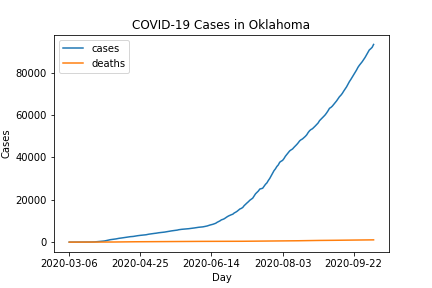 COVID-19 Cases in Oklahoma
cases
deaths
80000
60000
40000
20000
0
Cases
2020-03-06 2020-04-25 2020-06-14 2020-08-03 2020-09-22
Day